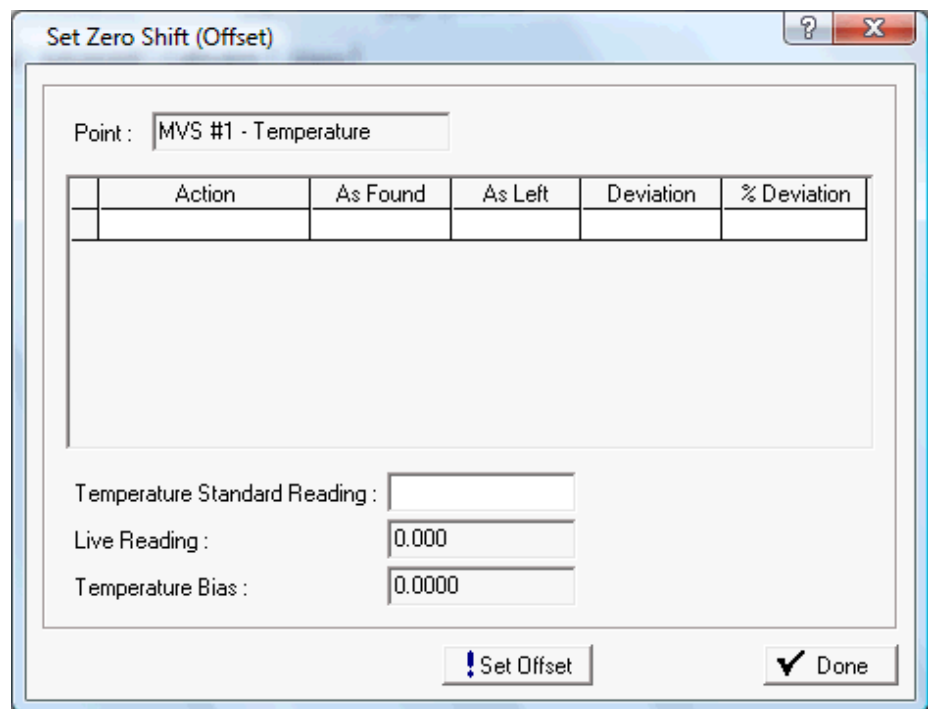 Set Zero Shift (Offset)
?
Point : MVS #1 - Temperature
Action As Found As Left Deviation % Deviation
Temperature Standard Reading :
Live Reading : 0.000
Temperature Bias : 0.0000
! Set Offset Done